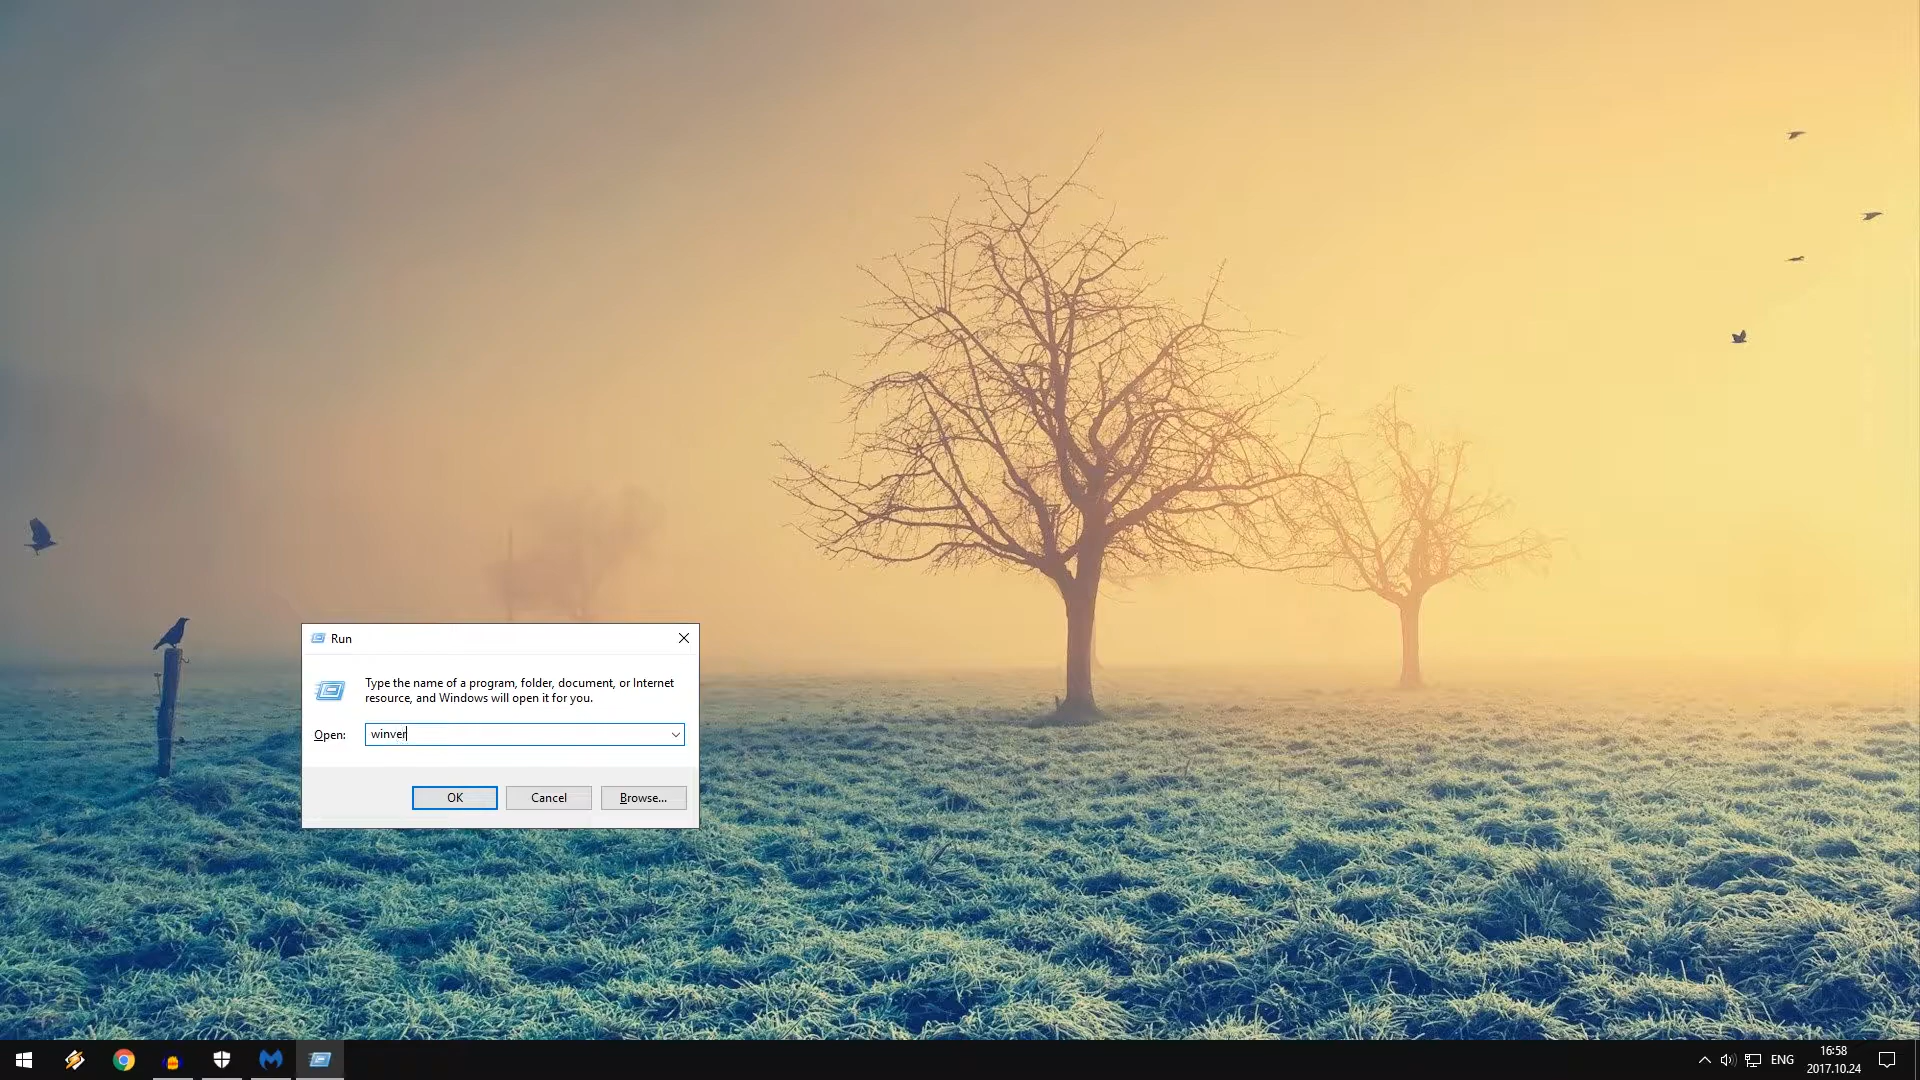 Run
Type the name of a program, folder, document, or Internet
resource, and Windows will open it for you.
Open: winver
OK Cancel Browse...
ENG
16:58
2017.10.24